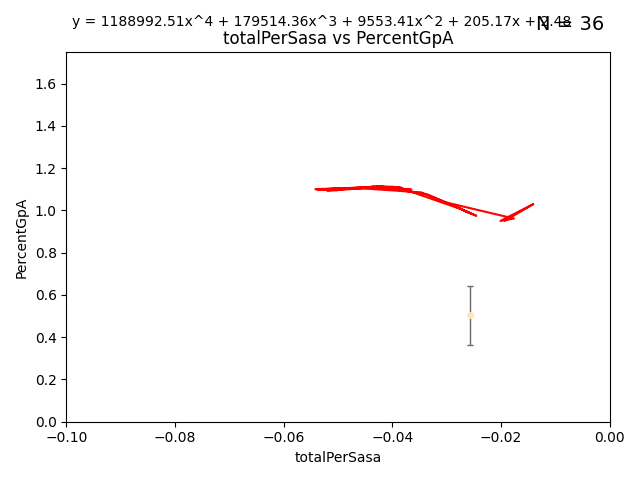 y = 1188992.51x^4 + 179514.36x^3 + 9553.41x^2 + 205.17x + 2.48
N = 36
totalPerSasa vs PercentGpA
1.6
1.4
1.2
1.0
0.8
0.6
0.4
0.2
0.0
PercentGpA
−0.10 −0.08 −0.06 −0.04 −0.02 0.00
totalPerSasa